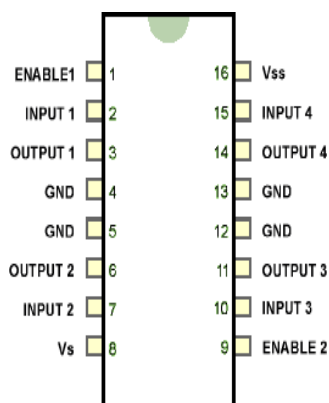 ENABLE1 1 16 Vss
INPUT 1 2 15 INPUT 4
OUTPUT 1 3 14 OUTPUT 4
GND 4 13 GND
GND 5 12 GND
OUTPUT 2 6 11 OUTPUT 3
INPUT 2 7 10 INPUT 3
Vs 8 9 ENABLE 2